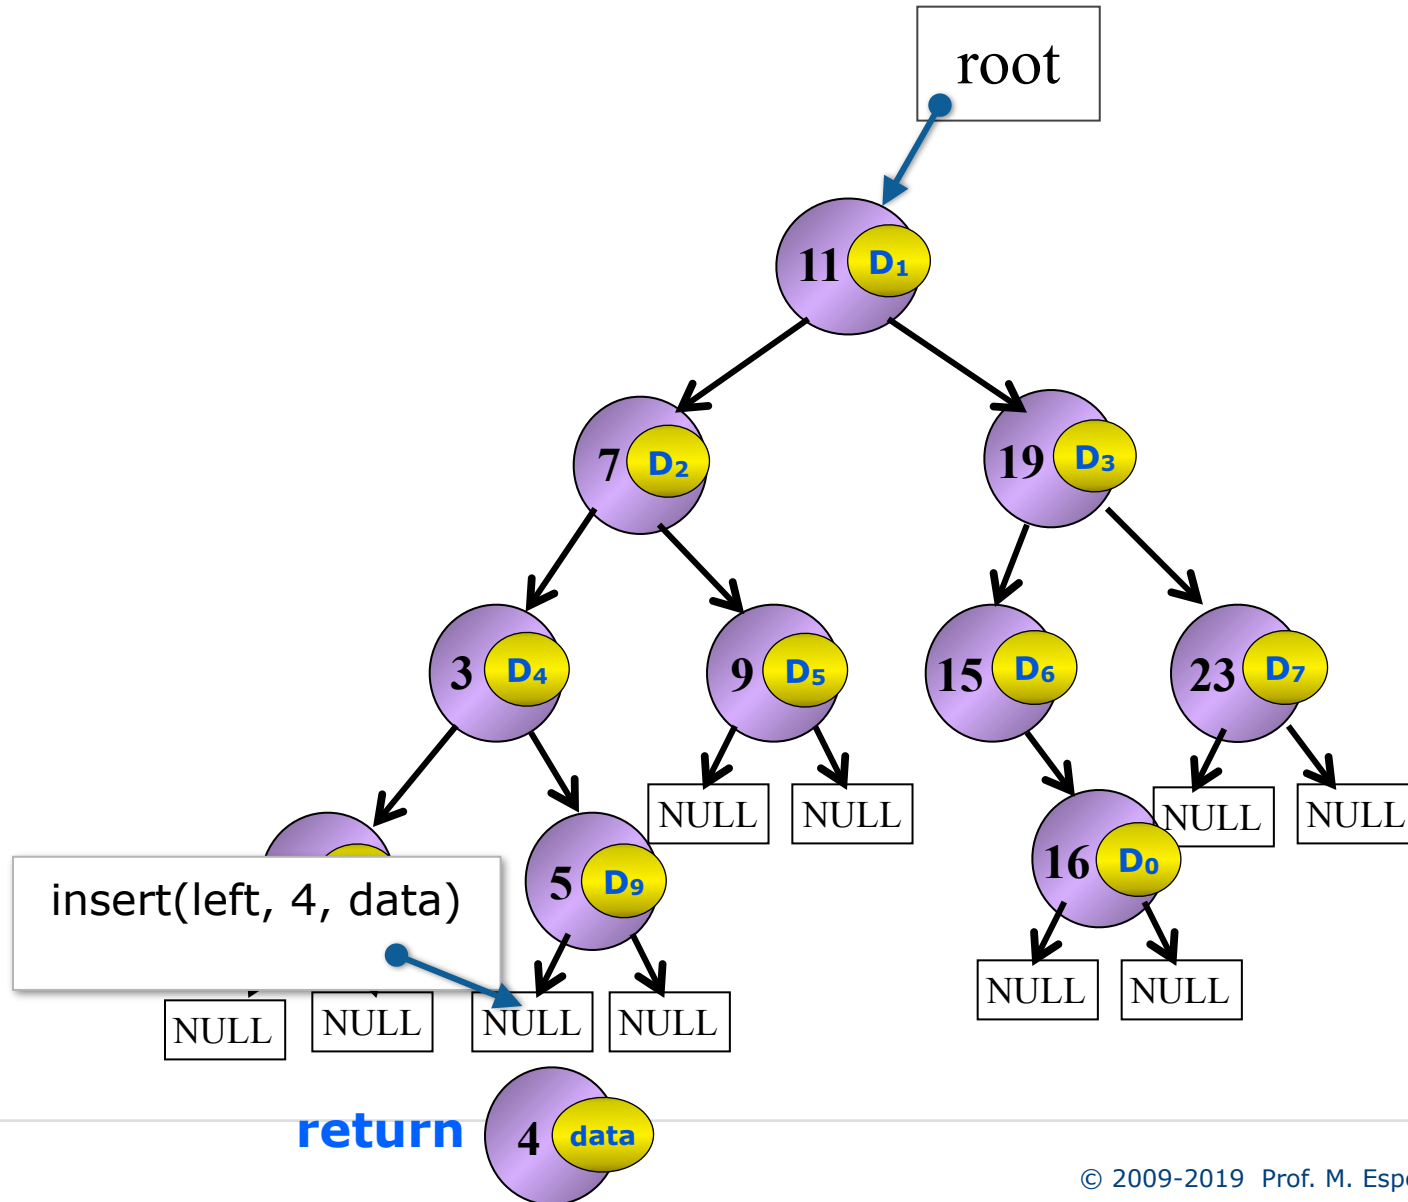 root
11 D₁
7 D₂
19 D₃
3 D₄
9 D₅
15 D₆
23 D₇
NULL
NULL
NULL
NULL
insert(left, 4, data)
5 D₉
16 D₀
NULL
NULL
NULL
NULL
NULL
NULL
return
4 data
© 2009-2019 Prof. M.